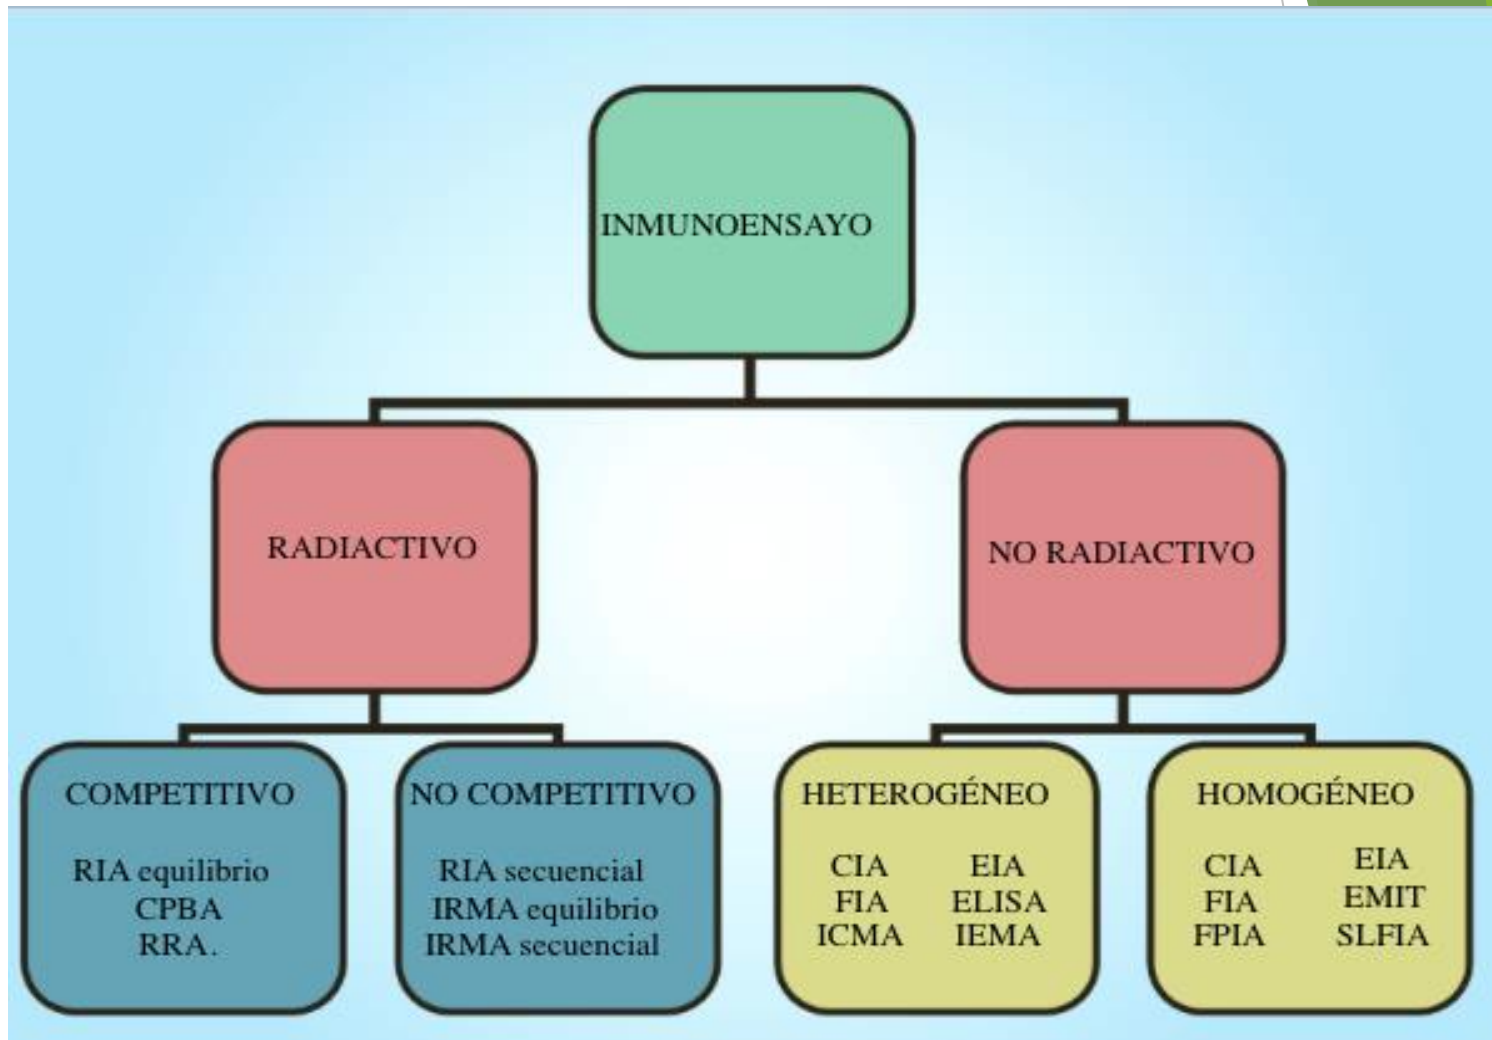 INMUNOENSAYO
RADIACTIVO
NO RADIACTIVO
COMPETITIVO
RIA equilibrio
CPBA
RRA.
NO COMPETITIVO
RIA secuencial
IRMA equilibrio
IRMA secuencial
HETEROGÉNEO
CIA EIA
FIA ELISA
ICMA IEMA
HOMOGÉNEO
CIA EIA
FIA EMIT
FPIA SLFIA